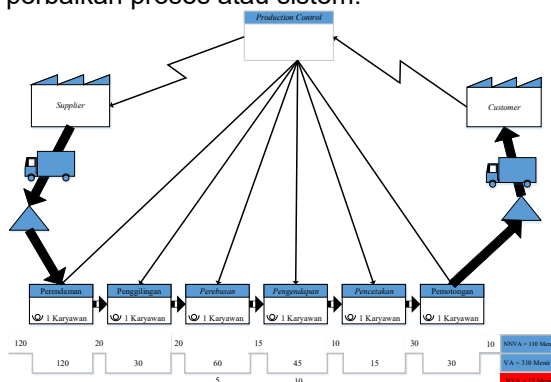 perbaikan proses atau sistem.
Production Control
Supplier
Customer
Perendaman
Penggilingan
Perebusan
Pengendapan
Pencetakan
Pemotongan
1 Karyawan
1 Karyawan
1 Karyawan
1 Karyawan
1 Karyawan
1 Karyawan
120 20 20 15 10 30 10
NNVA = 110 Menit
120 30 60 45 15 30
VA = 310 Menit
5 10